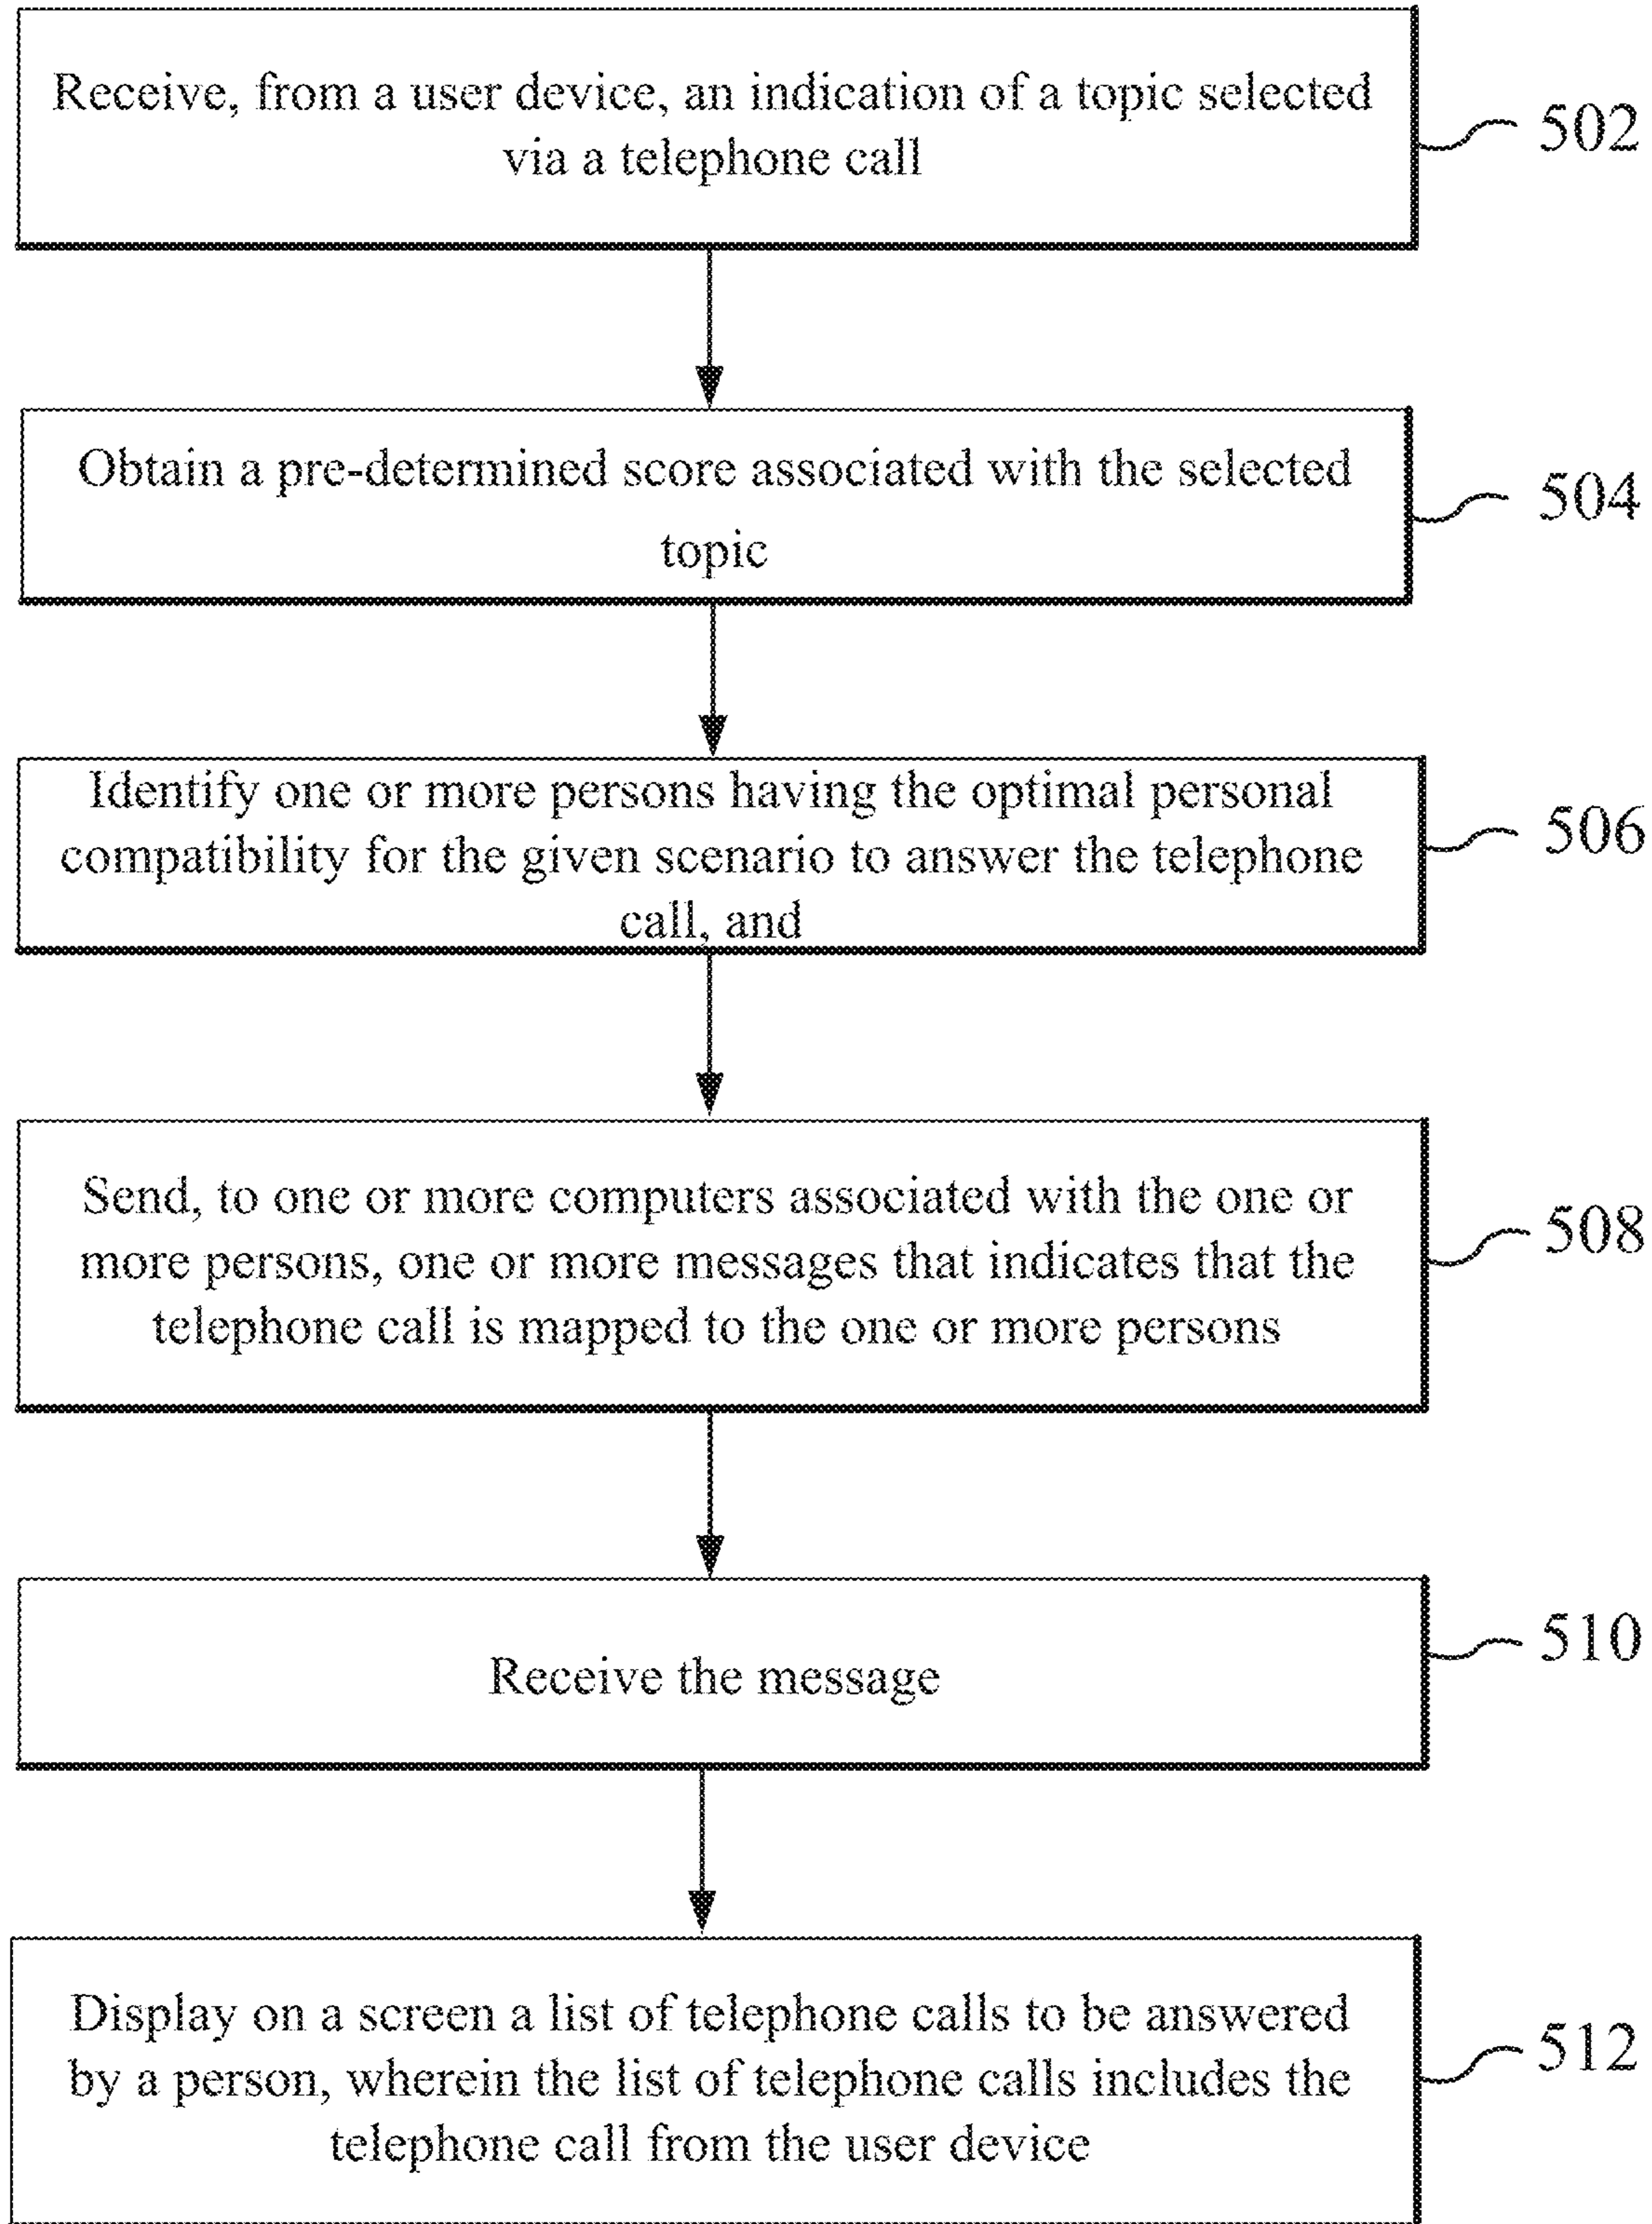 Receive, from a user device, an indication of a topic selected
via a telephone call
502
Obtain a pre-determined score associated with the selected
topic
504
Identify one or more persons having the optimal personal
compatibility for the given scenario to answer the telephone
call, and
506
Send, to one or more computers associated with the one or
more persons, one or more messages that indicates that the
telephone call is mapped to the one or more persons
508
Receive the message
510
Display on a screen a list of telephone calls to be answered
by a person, wherein the list of telephone calls includes the
telephone call from the user device
512